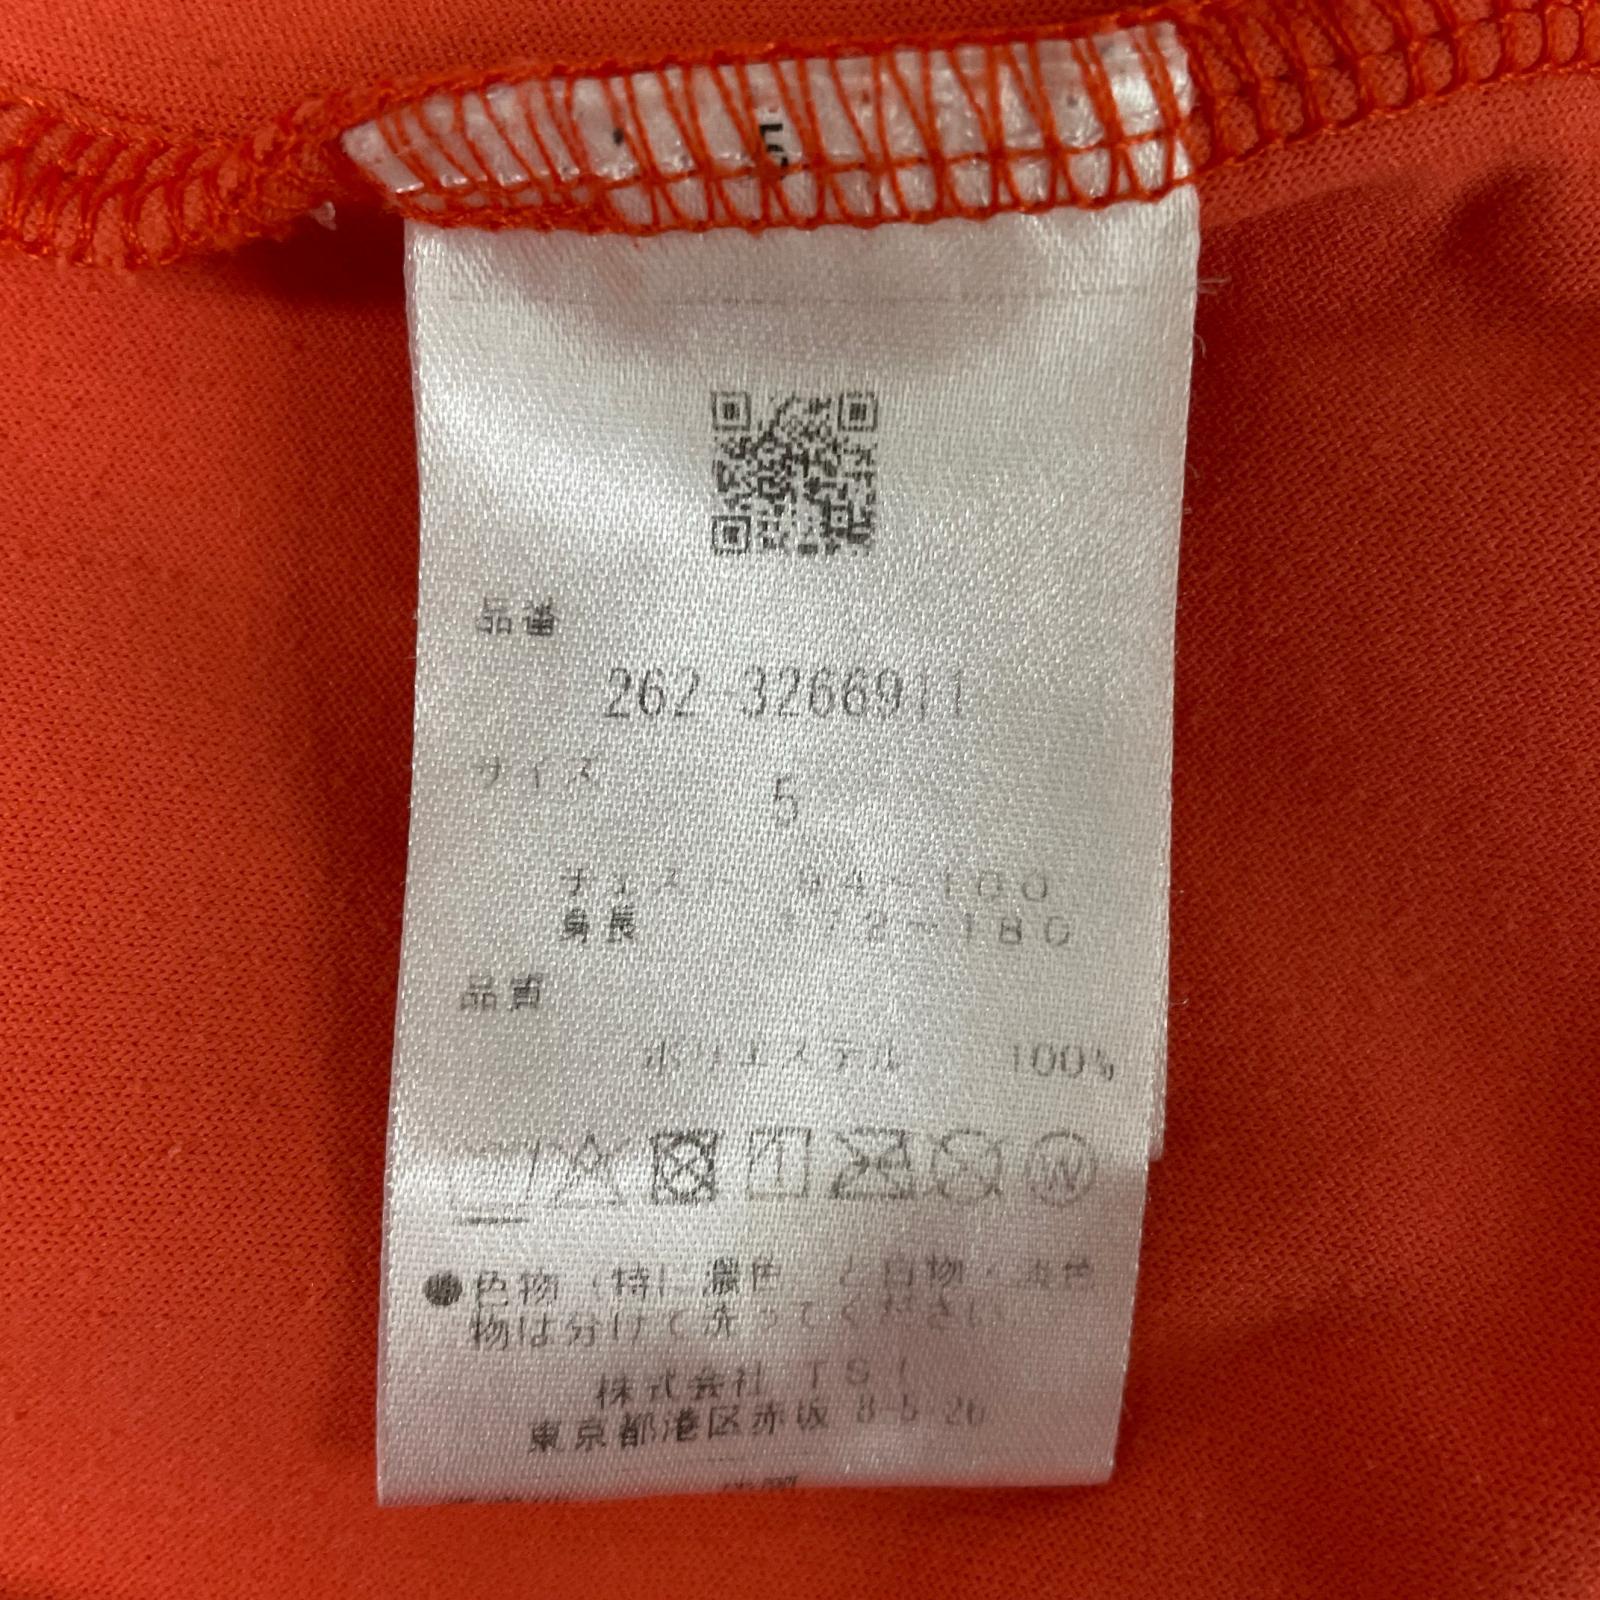 5
品番
262-3266911
サイズ
5
チェスト 94~100
身長 172~180
品質
ポリエステル 100%
W
●色物(特に濃色)と白物・淡色
物は分けて洗ってください
株式会社 TSI
東京都港区赤坂 8-5-26